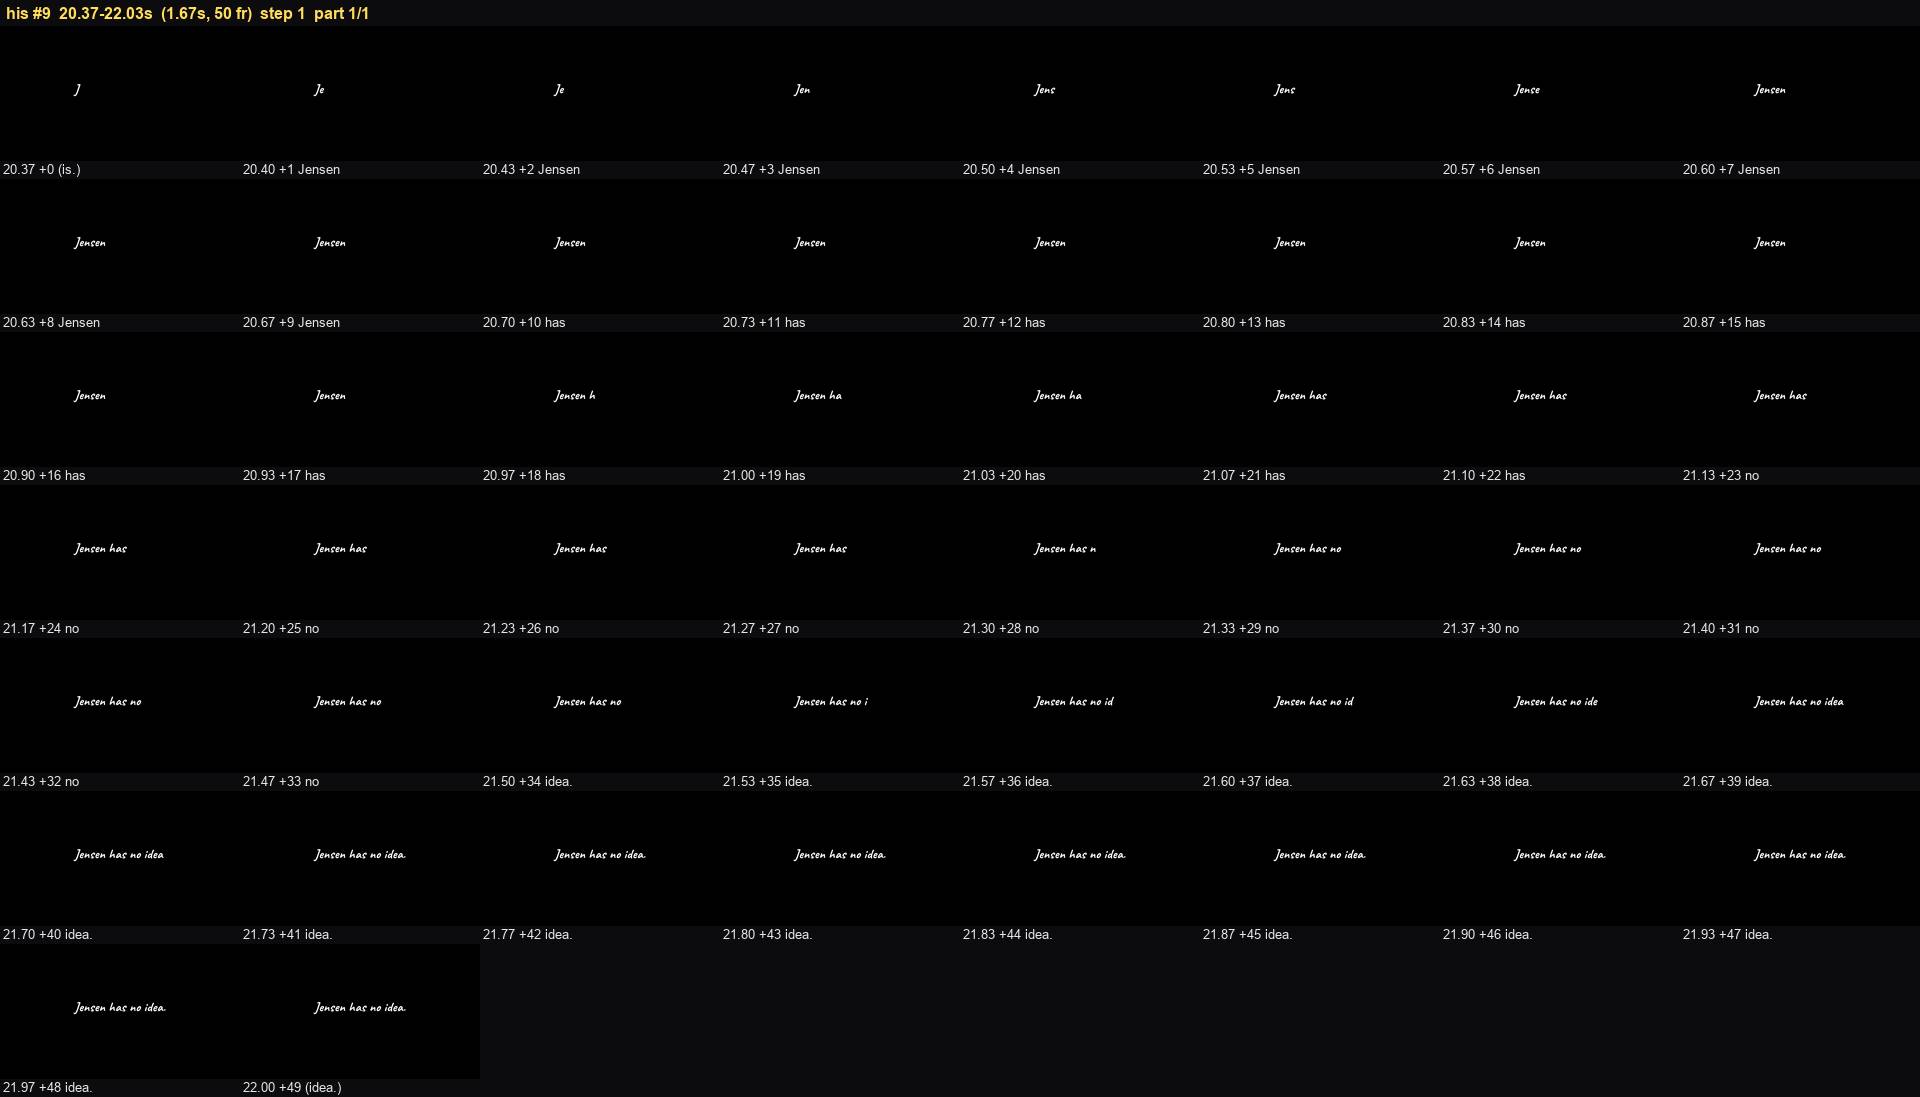 his #9 20.37-22.03s (1.67s, 50 fr) step 1 part 1/1
J Je Je Jen Jens Jens Jense Jensen
20.37 +0 (is.) 20.40 +1 Jensen 20.43 +2 Jensen 20.47 +3 Jensen 20.50 +4 Jensen 20.53 +5 Jensen 20.57 +6 Jensen 20.60 +7 Jensen
Jensen Jensen Jensen Jensen Jensen Jensen Jensen Jensen
20.63 +8 Jensen 20.67 +9 Jensen 20.70 +10 has 20.73 +11 has 20.77 +12 has 20.80 +13 has 20.83 +14 has 20.87 +15 has
Jensen Jensen Jensen h Jensen ha Jensen ha Jensen has Jensen has Jensen has
20.90 +16 has 20.93 +17 has 20.97 +18 has 21.00 +19 has 21.03 +20 has 21.07 +21 has 21.10 +22 has 21.13 +23 no
Jensen has Jensen has Jensen has Jensen has Jensen has n Jensen has no Jensen has no Jensen has no
21.17 +24 no 21.20 +25 no 21.23 +26 no 21.27 +27 no 21.30 +28 no 21.33 +29 no 21.37 +30 no 21.40 +31 no
Jensen has no Jensen has no Jensen has no Jensen has no i Jensen has no id Jensen has no id Jensen has no ide Jensen has no idea
21.43 +32 no 21.47 +33 no 21.50 +34 idea. 21.53 +35 idea. 21.57 +36 idea. 21.60 +37 idea. 21.63 +38 idea. 21.67 +39 idea.
Jensen has no idea Jensen has no idea. Jensen has no idea. Jensen has no idea. Jensen has no idea. Jensen has no idea. Jensen has no idea. Jensen has no idea.
21.70 +40 idea. 21.73 +41 idea. 21.77 +42 idea. 21.80 +43 idea. 21.83 +44 idea. 21.87 +45 idea. 21.90 +46 idea. 21.93 +47 idea.
Jensen has no idea. Jensen has no idea.
21.97 +48 idea. 22.00 +49 (idea.)